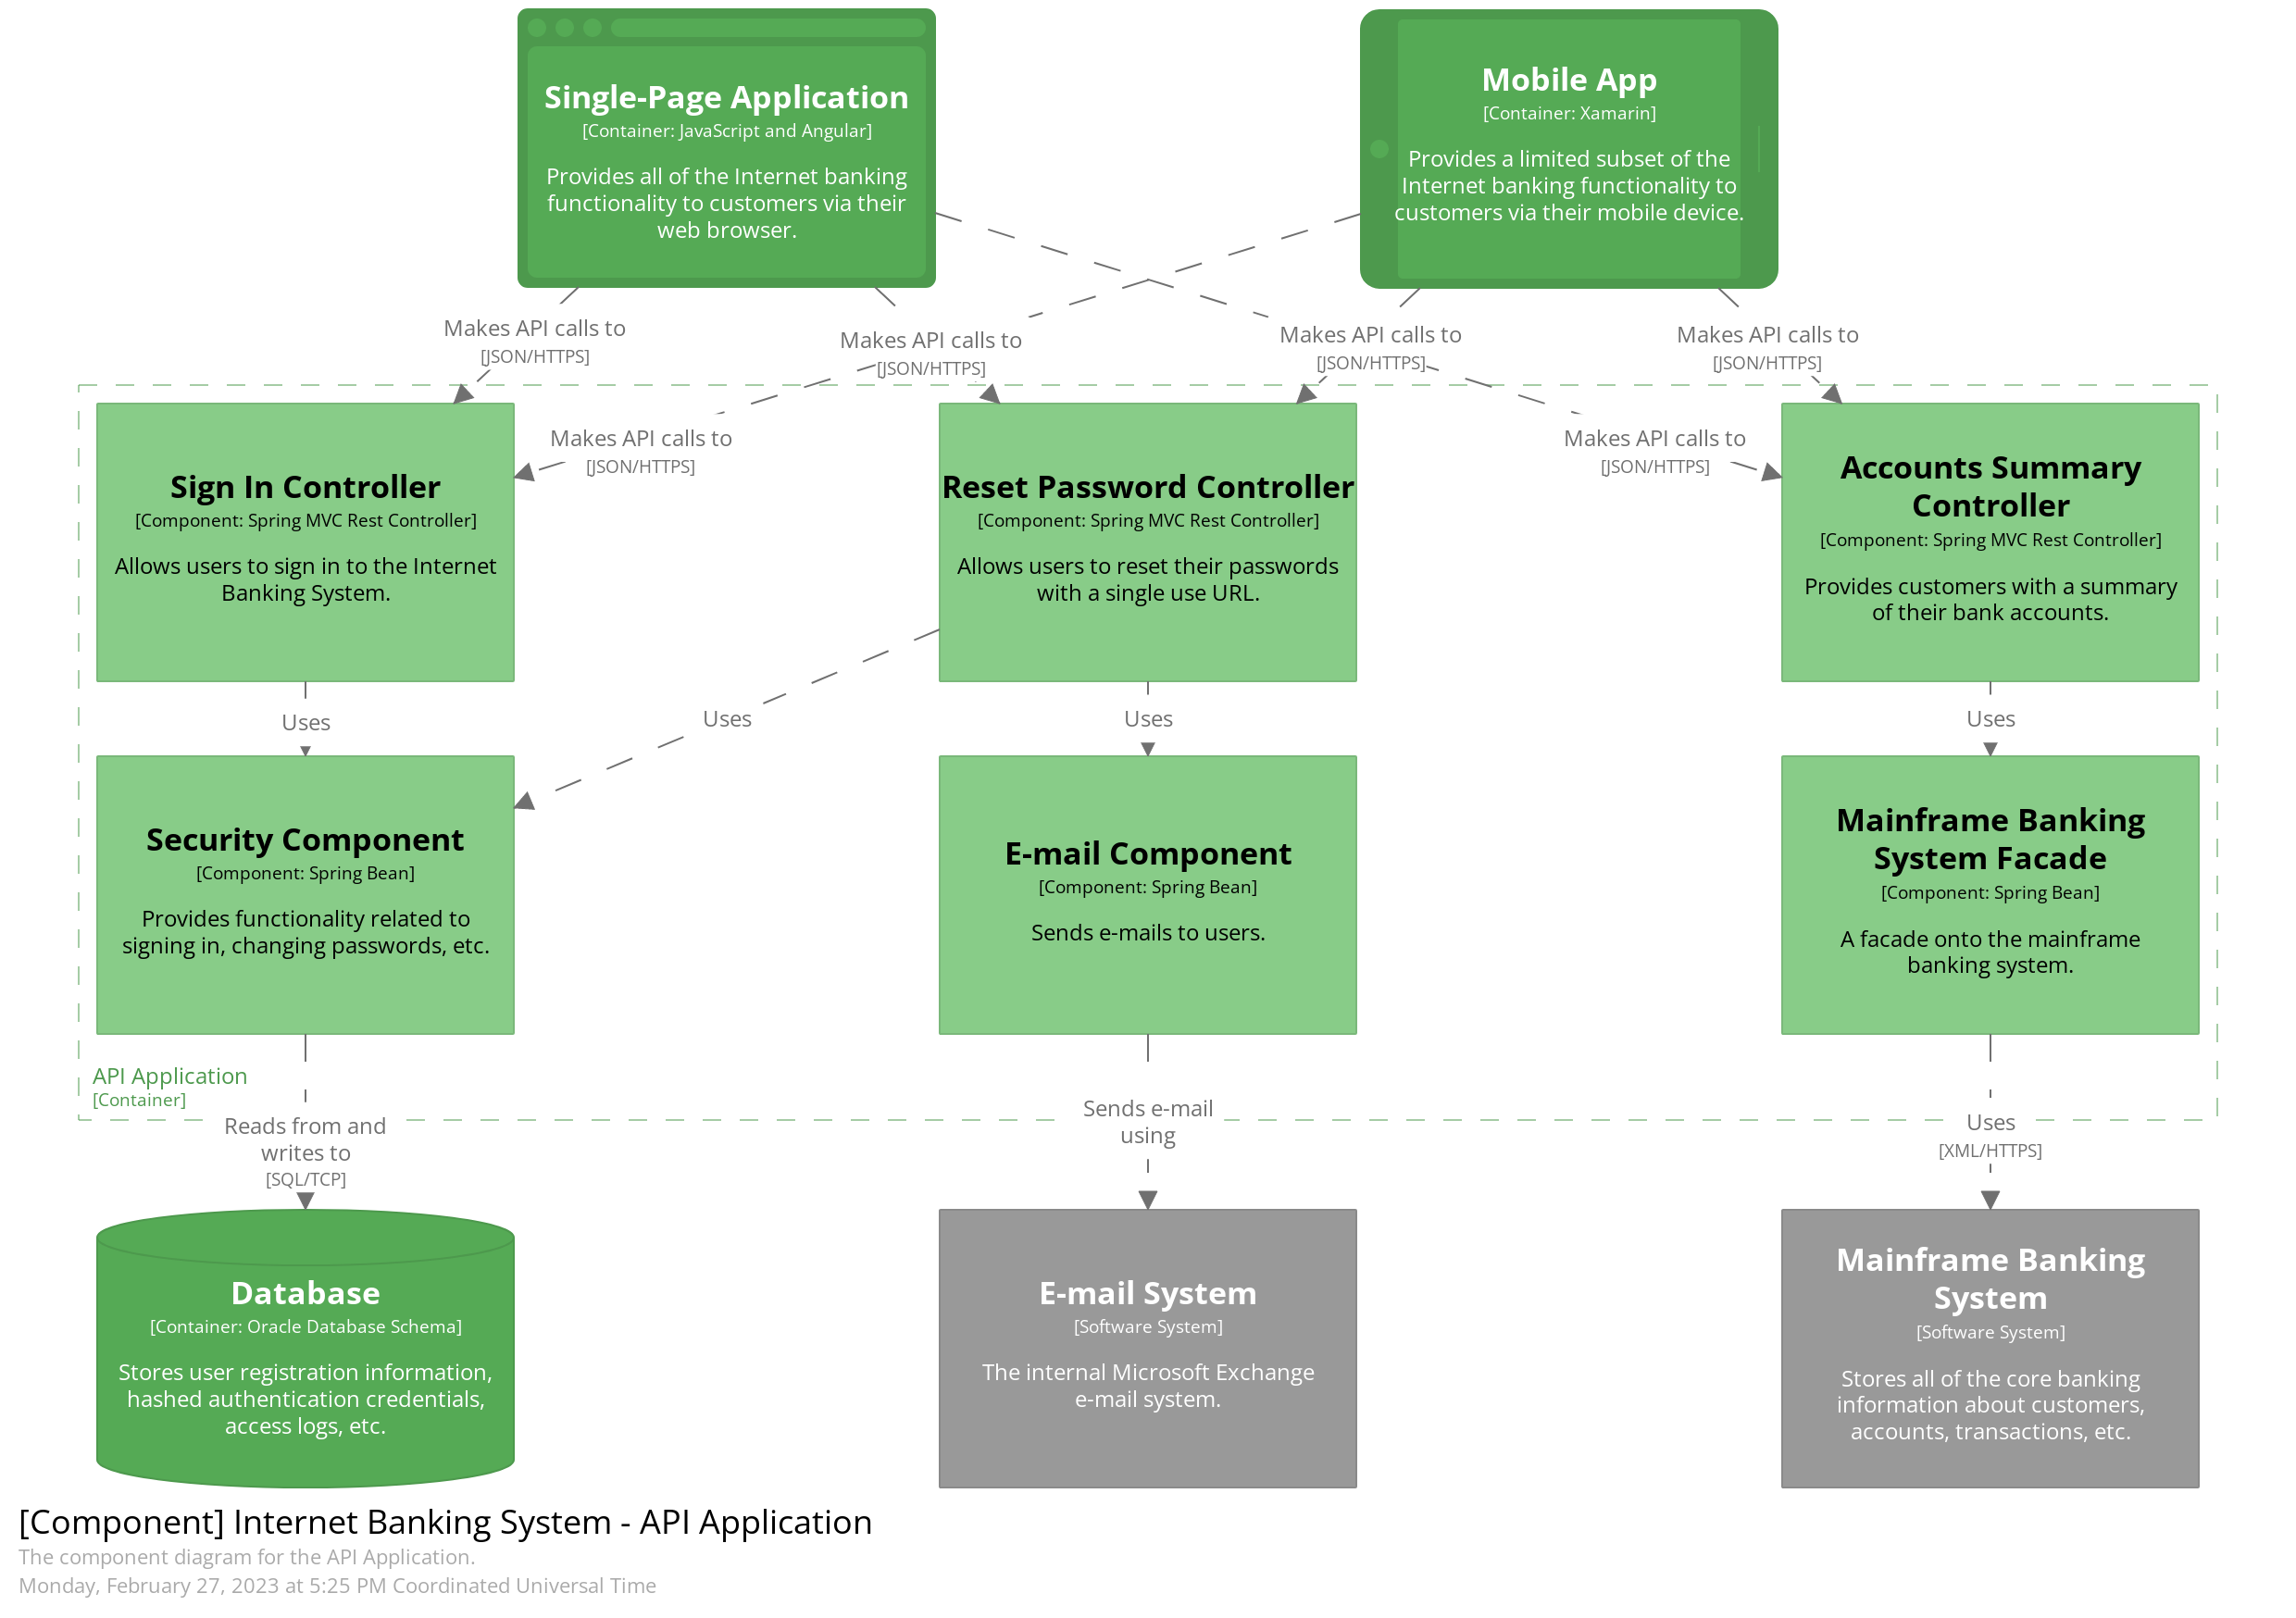 Single-Page Application
[Container: JavaScript and Angular]
Provides all of the Internet banking
functionality to customers via their
web browser.
Mobile App
[Container: Xamarin]
Provides a limited subset of the
Internet banking functionality to
customers via their mobile device.
Makes API calls to
[JSON/HTTPS]
Makes API calls to
[JSON/HTTPS]
Makes API calls to
[JSON/HTTPS]
Makes API calls to
[JSON/HTTPS]
Makes API calls to
[JSON/HTTPS]
Makes API calls to
[JSON/HTTPS]
Sign In Controller
[Component: Spring MVC Rest Controller]
Allows users to sign in to the Internet
Banking System.
Reset Password Controller
[Component: Spring MVC Rest Controller]
Allows users to reset their passwords
with a single use URL.
Accounts Summary
Controller
[Component: Spring MVC Rest Controller]
Provides customers with a summary
of their bank accounts.
Uses
Uses
Uses
Uses
Security Component
[Component: Spring Bean]
Provides functionality related to
signing in, changing passwords, etc.
E-mail Component
[Component: Spring Bean]
Sends e-mails to users.
Mainframe Banking
System Facade
[Component: Spring Bean]
A facade onto the mainframe
banking system.
API Application
[Container]
Reads from and
writes to
[SQL/TCP]
Sends e-mail
using
Uses
[XML/HTTPS]
Database
[Container: Oracle Database Schema]
Stores user registration information,
hashed authentication credentials,
access logs, etc.
E-mail System
[Software System]
The internal Microsoft Exchange
e-mail system.
Mainframe Banking
System
[Software System]
Stores all of the core banking
information about customers,
accounts, transactions, etc.
[Component] Internet Banking System - API Application
The component diagram for the API Application.
Monday, February 27, 2023 at 5:25 PM Coordinated Universal Time